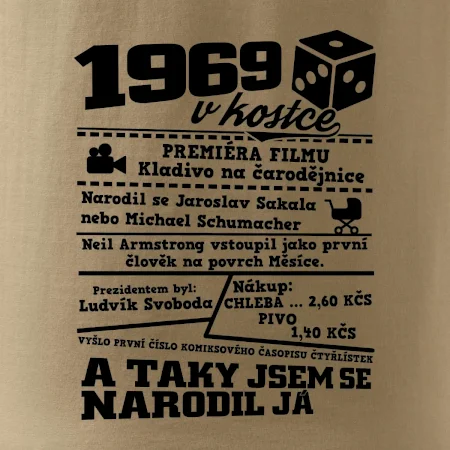 1969
v kostce
PREMIÉRA FILMU
Kladivo na čarodějnice
Narodil se Jaroslav Sakala
nebo Michael Schumacher
Neil Armstrong vstoupil jako první
člověk na povrch Měsíce.
Prezidentem byl:
Ludvík Svoboda
Nákup:
CHLEBA ... 2,60 KČS
PIVO
1,40 KČS
VYŠLO PRVNÍ ČÍSLO KOMIKSOVÉHO ČASOPISU ČTYŘLÍSTEK
A TAKY JSEM SE
NARODIL JÁ